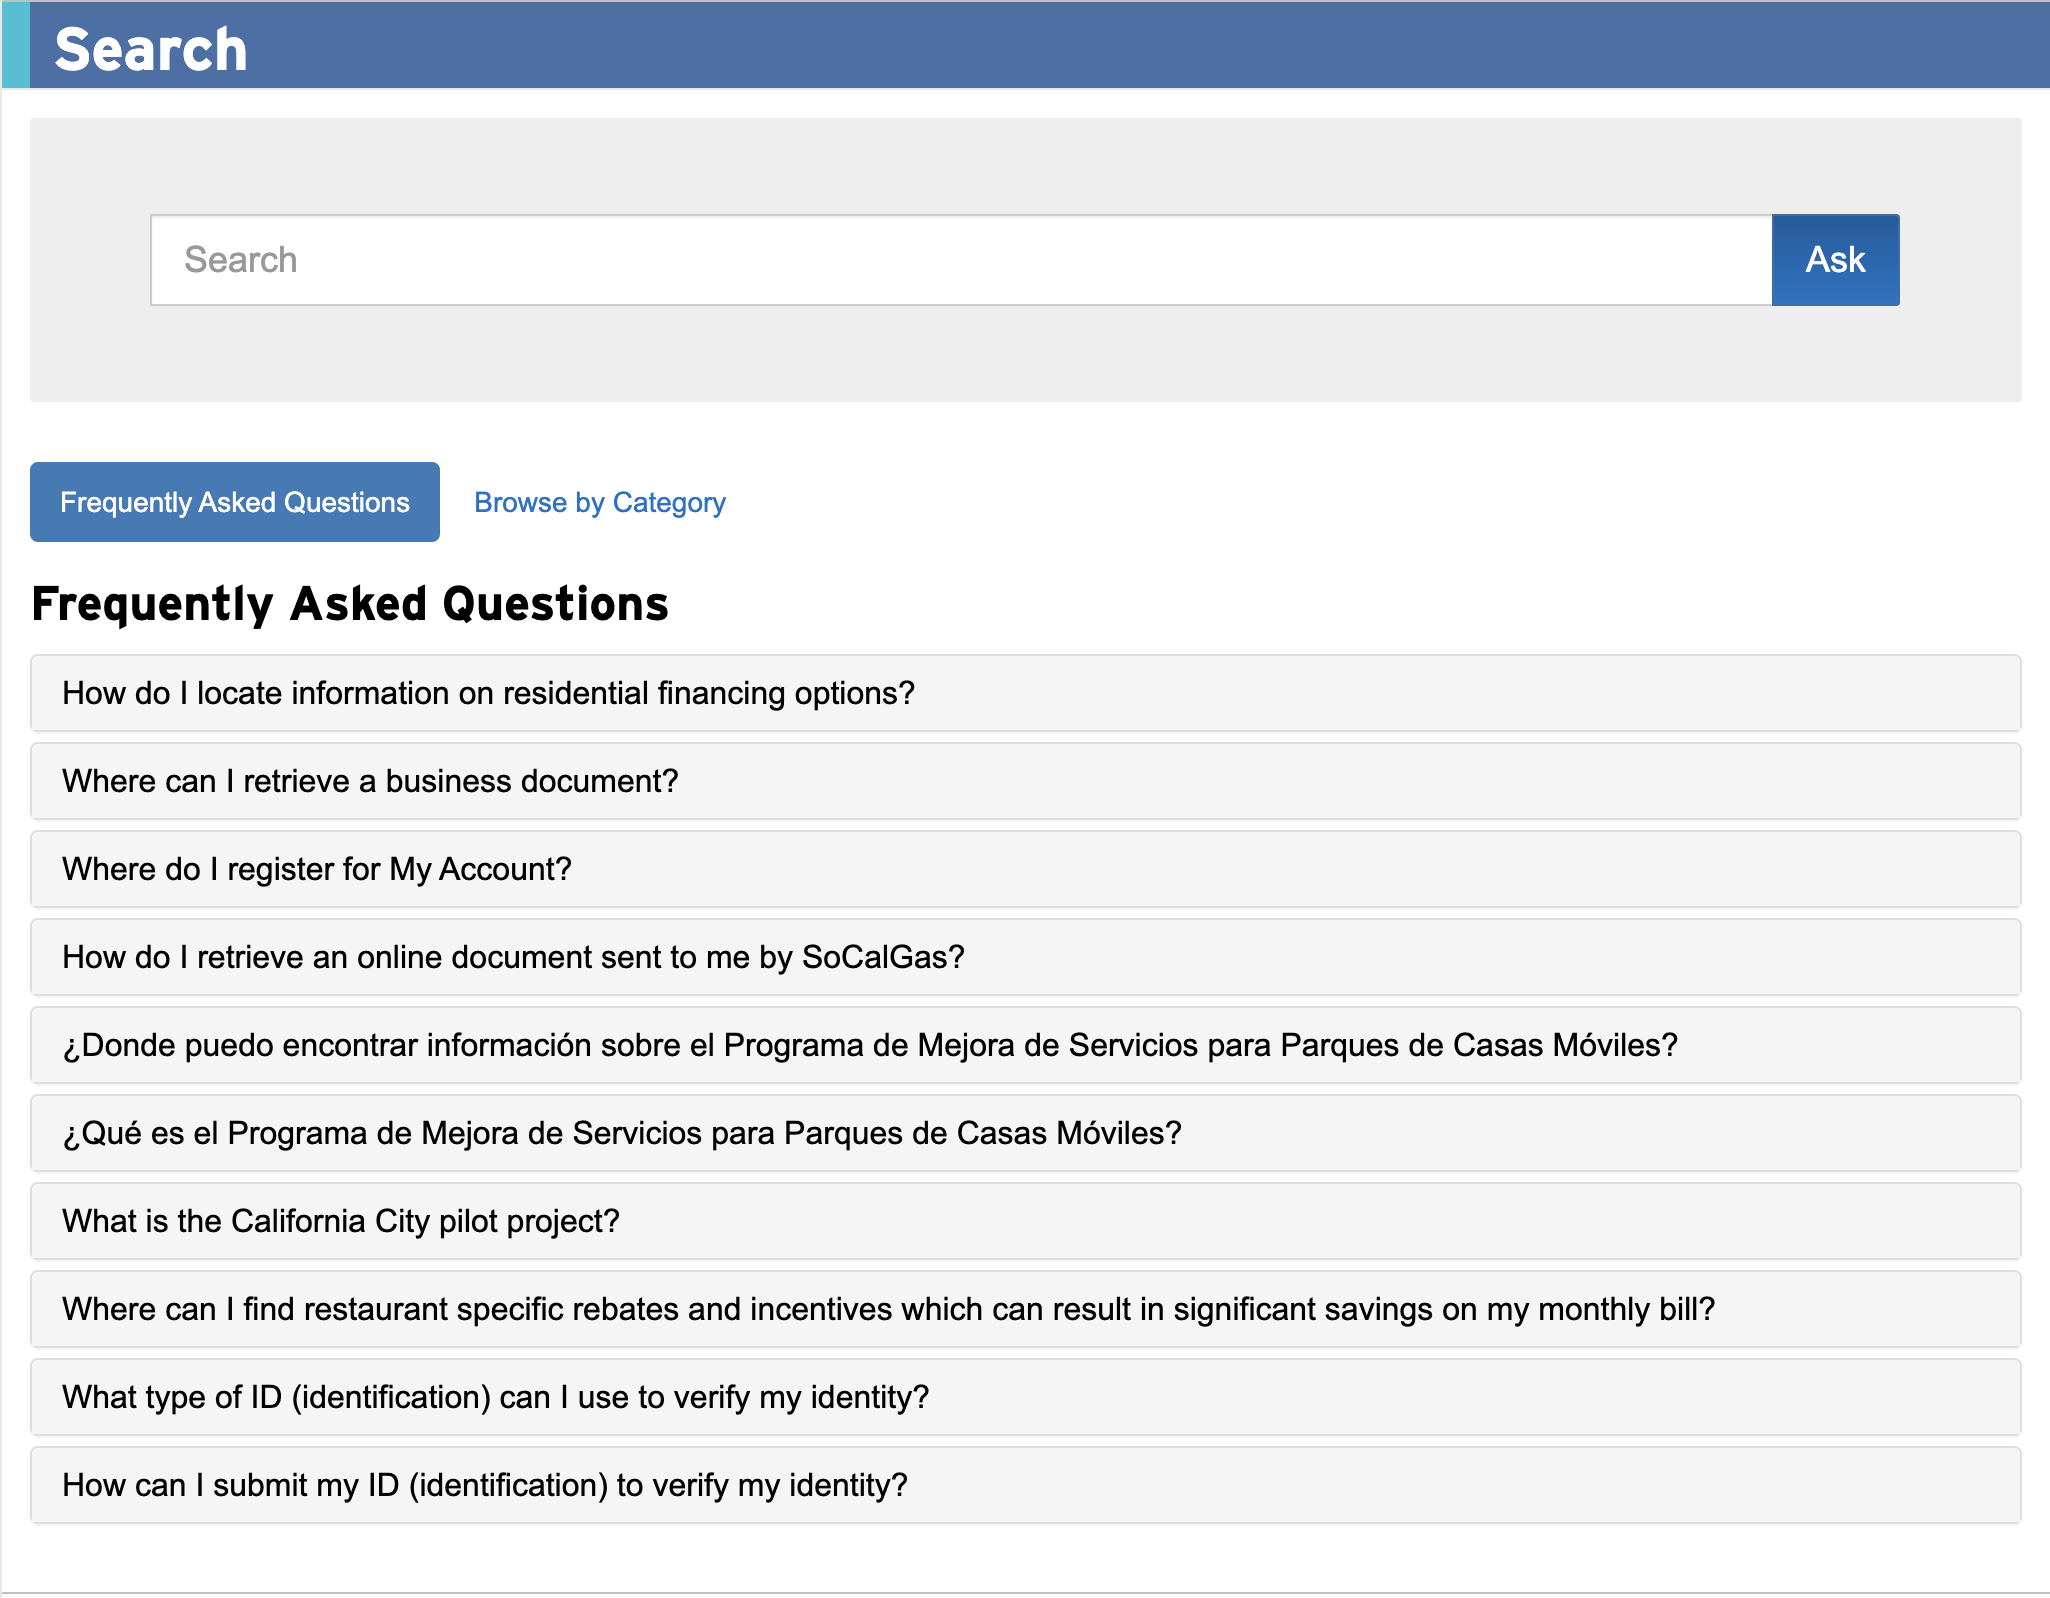 Search
Search
Ask
Frequently Asked Questions
Browse by Category
Frequently Asked Questions
How do I locate information on residential financing options?
Where can I retrieve a business document?
Where do I register for My Account?
How do I retrieve an online document sent to me by SoCalGas?
¿Donde puedo encontrar información sobre el Programa de Mejora de Servicios para Parques de Casas Móviles?
¿Qué es el Programa de Mejora de Servicios para Parques de Casas Móviles?
What is the California City pilot project?
Where can I find restaurant specific rebates and incentives which can result in significant savings on my monthly bill?
What type of ID (identification) can I use to verify my identity?
How can I submit my ID (identification) to verify my identity?